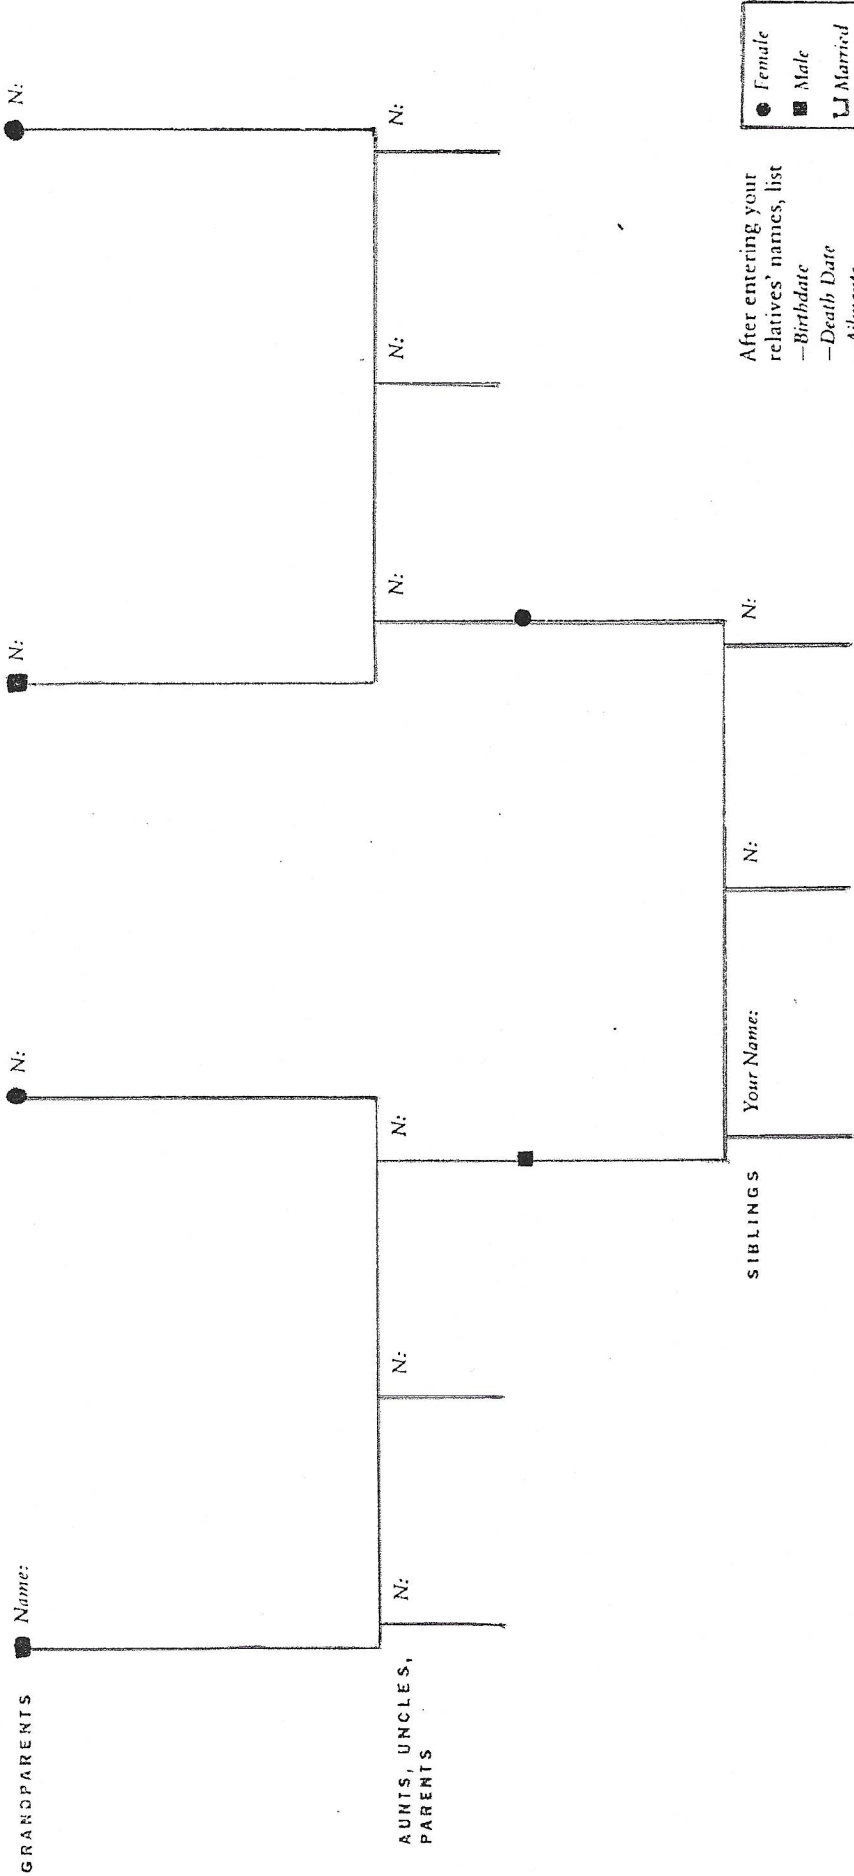 GRANDPARENTS
Name:
N:
N:
N:
AUNTS, UNCLES,
PARENTS
N:
N:
N:
N:
N:
N:
SIBLINGS
Your Name:
N:
N:
After entering your
relatives' names, list
—Birthdate
—Death Date
Female
Male
Married